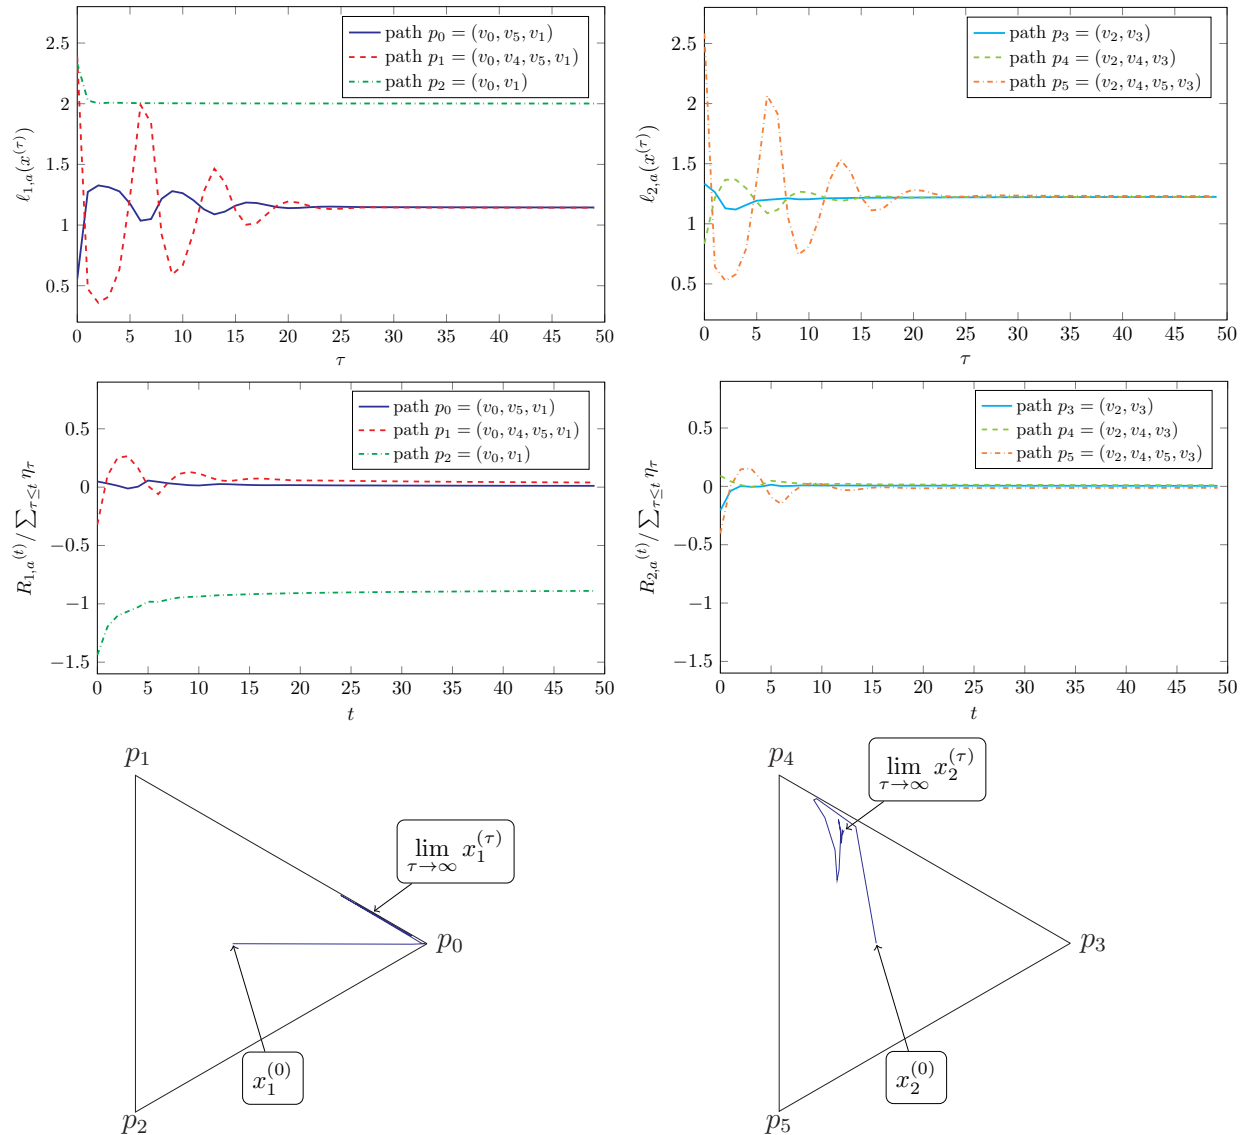 path p₀ = (v₀, v₅, v₁)
path p₁ = (v₀, v₄, v₅, v₁)
path p₂ = (v₀, v₁)
2.5
2
1.5
1
0.5
ℓ₁,ₐ(x^(τ))
0 5 10 15 20 25 30 35 40 45 50
τ
path p₃ = (v₂, v₃)
path p₄ = (v₂, v₄, v₃)
path p₅ = (v₂, v₄, v₅, v₃)
2.5
2
1.5
1
0.5
ℓ₂,ₐ(x^(τ))
0 5 10 15 20 25 30 35 40 45 50
τ
path p₀ = (v₀, v₅, v₁)
path p₁ = (v₀, v₄, v₅, v₁)
path p₂ = (v₀, v₁)
0.5
0
−0.5
−1
−1.5
R₁,ₐ^(t) / ∑_{τ≤t} η_τ
0 5 10 15 20 25 30 35 40 45 50
t
path p₃ = (v₂, v₃)
path p₄ = (v₂, v₄, v₃)
path p₅ = (v₂, v₄, v₅, v₃)
0.5
0
−0.5
−1
−1.5
R₂,ₐ^(t) / ∑_{τ≤t} η_τ
0 5 10 15 20 25 30 35 40 45 50
t
p₁
lim_{τ→∞} x₁^(τ)
p₀
x₁^(0)
p₂
p₄
lim_{τ→∞} x₂^(τ)
p₃
x₂^(0)
p₅